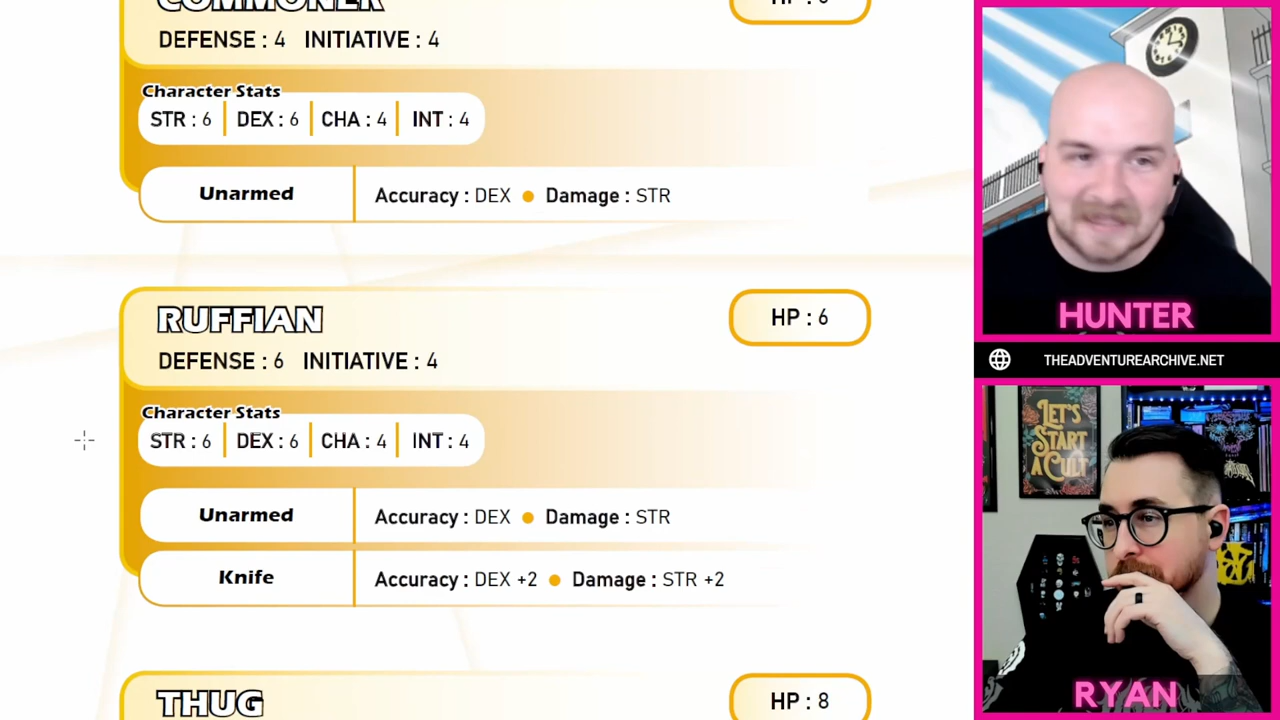 COMMONER
DEFENSE : 4 INITIATIVE : 4
Character Stats
STR : 6 DEX : 6 CHA : 4 INT : 4
Unarmed Accuracy : DEX ● Damage : STR
RUFFIAN HP : 6
DEFENSE : 6 INITIATIVE : 4
Character Stats
STR : 6 DEX : 6 CHA : 4 INT : 4
Unarmed Accuracy : DEX ● Damage : STR
Knife Accuracy : DEX +2 ● Damage : STR +2
THUG HP : 8
HUNTER
THEADVENTUREARCHIVE.NET
LET'S
START
A CULT
RYAN